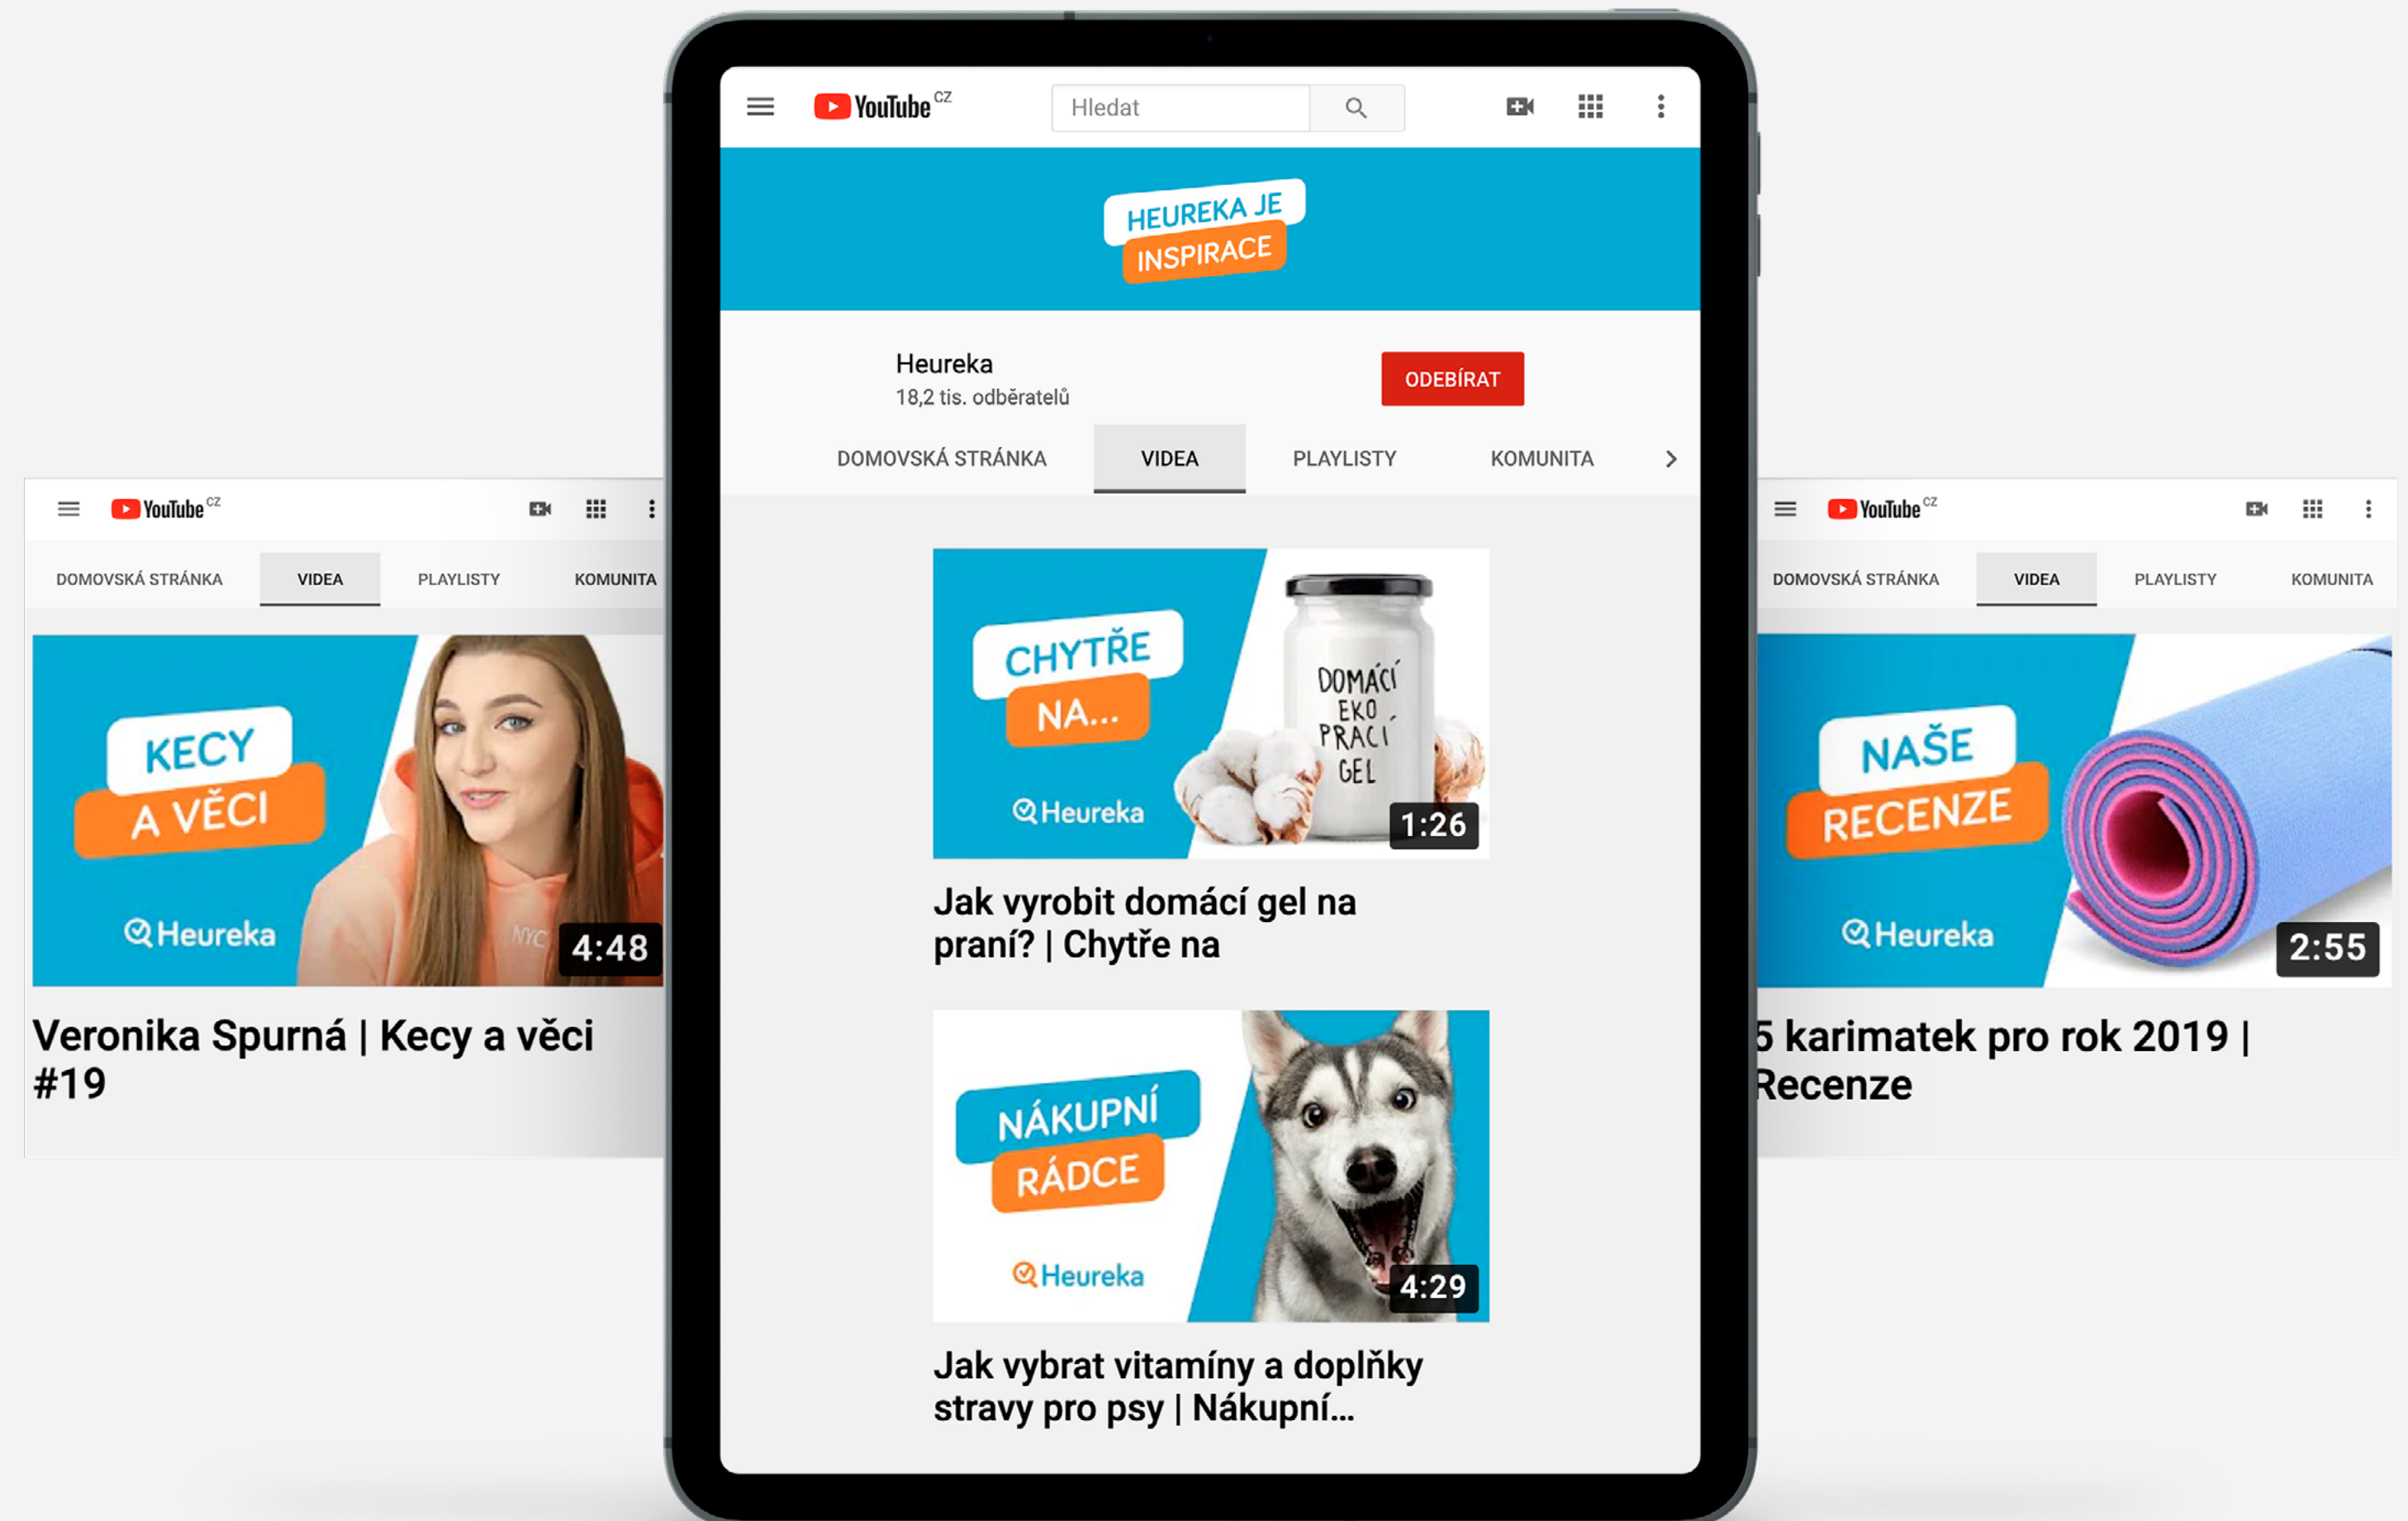 YouTube CZ
Hledat
HEUREKA JE
INSPIRACE
Heureka
18,2 tis. odběratelů
ODEBÍRAT
DOMOVSKÁ STRÁNKA VIDEA PLAYLISTY KOMUNITA
CHYTŘE
NA...
Heureka
DOMÁCÍ
EKO
PRACÍ
GEL
1:26
Jak vyrobit domácí gel na
praní? | Chytře na
NÁKUPNÍ
RÁDCE
Heureka
4:29
Jak vybrat vitamíny a doplňky
stravy pro psy | Nákupní...
YouTube CZ
DOMOVSKÁ STRÁNKA VIDEA PLAYLISTY KOMUNITA
KECY
A VĚCI
Heureka
NYC
4:48
Veronika Spurná | Kecy a věci
#19
YouTube CZ
DOMOVSKÁ STRÁNKA VIDEA PLAYLISTY KOMUNITA
NAŠE
RECENZE
Heureka
2:55
5 karimatek pro rok 2019 |
Recenze